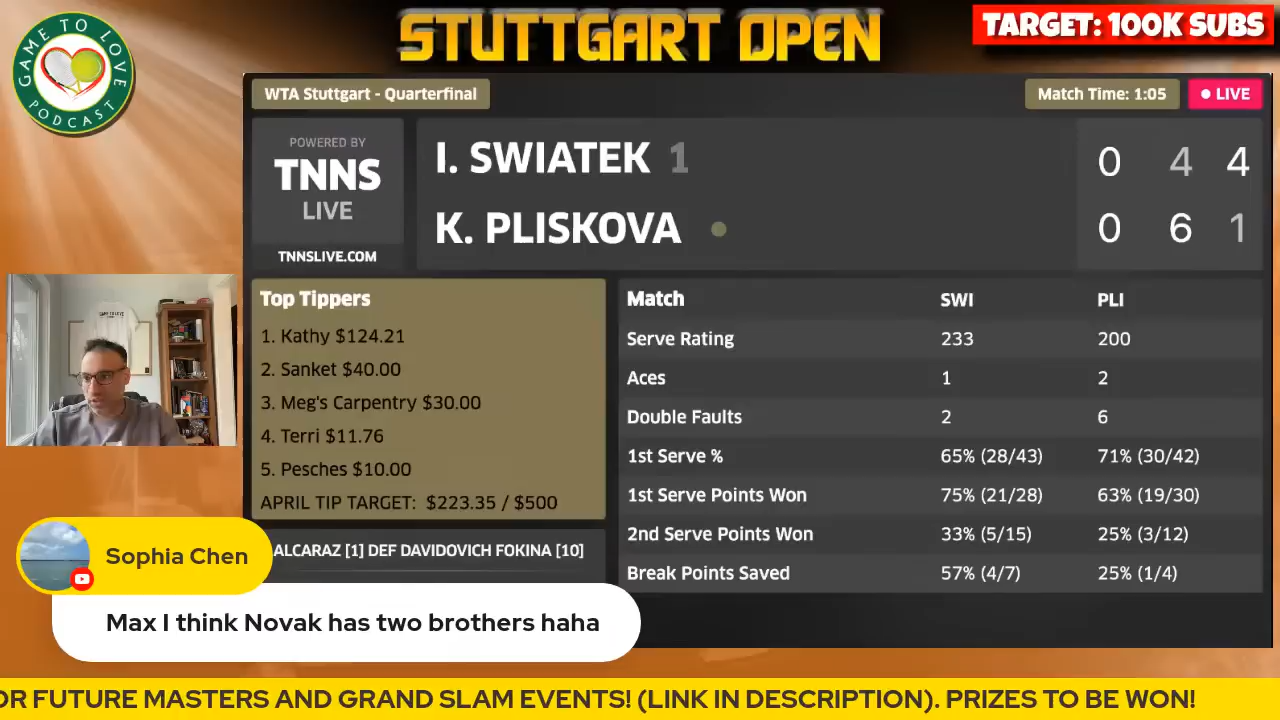 GAME TO LOVE
PODCAST
STUTTGART OPEN
TARGET: 100K SUBS
WTA Stuttgart - Quarterfinal
Match Time: 1:05
LIVE
POWERED BY
TNNS
LIVE
TNNSLIVE.COM
I. SWIATEK 1 0 4 4
K. PLISKOVA 0 6 1
Top Tippers
1. Kathy $124.21
2. Sanket $40.00
3. Meg's Carpentry $30.00
4. Terri $11.76
5. Pesches $10.00
APRIL TIP TARGET: $223.35 / $500
ALCARAZ [1] DEF DAVIDOVICH FOKINA [10]
Match SWI PLI
Serve Rating 233 200
Aces 1 2
Double Faults 2 6
1st Serve % 65% (28/43) 71% (30/42)
1st Serve Points Won 75% (21/28) 63% (19/30)
2nd Serve Points Won 33% (5/15) 25% (3/12)
Break Points Saved 57% (4/7) 25% (1/4)
Sophia Chen
Max I think Novak has two brothers haha
OR FUTURE MASTERS AND GRAND SLAM EVENTS! (LINK IN DESCRIPTION). PRIZES TO BE WON!